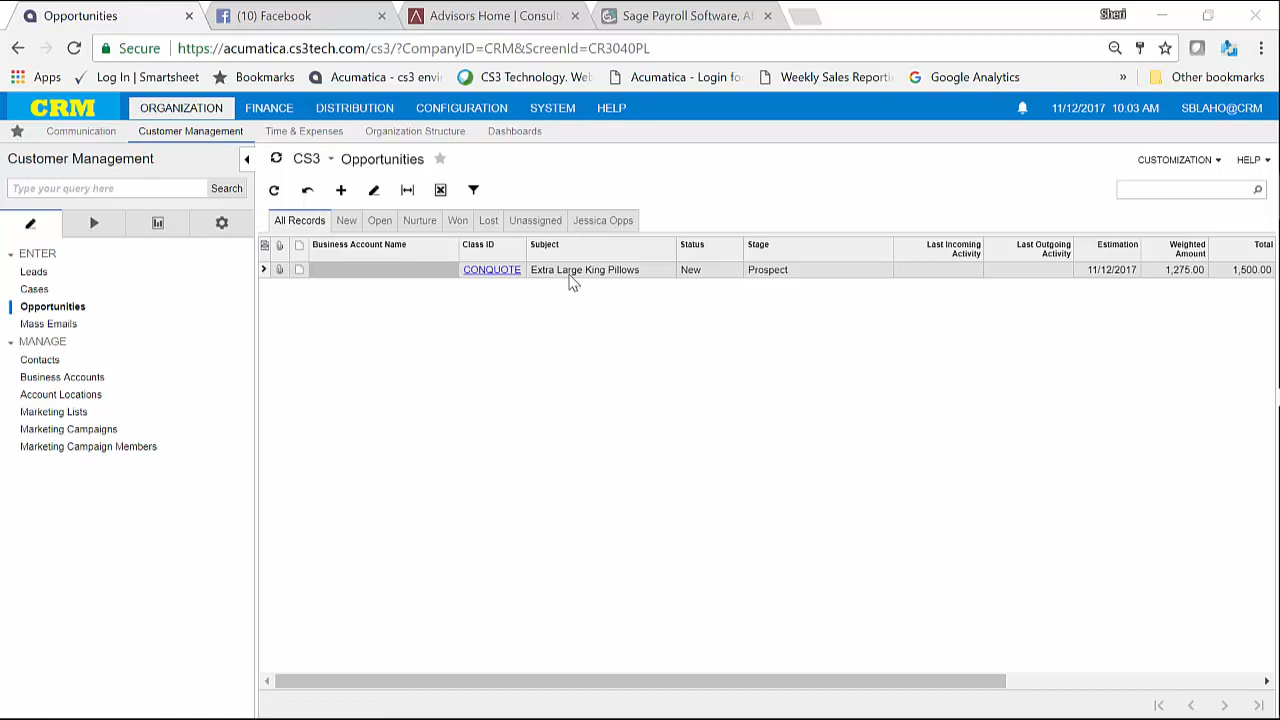 Opportunities
(10) Facebook
Advisors Home | Consult
Sage Payroll Software, A
Sheri
Secure
https://acumatica.cs3tech.com/cs3/?CompanyID=CRM&ScreenId=CR3040PL
Apps
Log In | Smartsheet
Bookmarks
Acumatica - cs3 envi
CS3 Technology. Web
Acumatica - Login fo
Weekly Sales Report
Google Analytics
»
Other bookmarks
CRM
ORGANIZATION
FINANCE
DISTRIBUTION
CONFIGURATION
SYSTEM
HELP
11/12/2017 10:03 AM
SBLAHO@CRM
Communication
Customer Management
Time & Expenses
Organization Structure
Dashboards
Customer Management
CS3
Opportunities
CUSTOMIZATION
HELP
Type your query here
Search
All Records
New
Open
Nurture
Won
Lost
Unassigned
Jessica Opps
ENTER
Leads
Cases
Opportunities
Mass Emails
MANAGE
Contacts
Business Accounts
Account Locations
Marketing Lists
Marketing Campaigns
Marketing Campaign Members
Business Account Name
Class ID
Subject
Status
Stage
Last Incoming
Activity
Last Outgoing
Activity
Estimation
Weighted
Amount
Total
CONQUOTE
Extra Large King Pillows
New
Prospect
11/12/2017
1,275.00
1,500.00